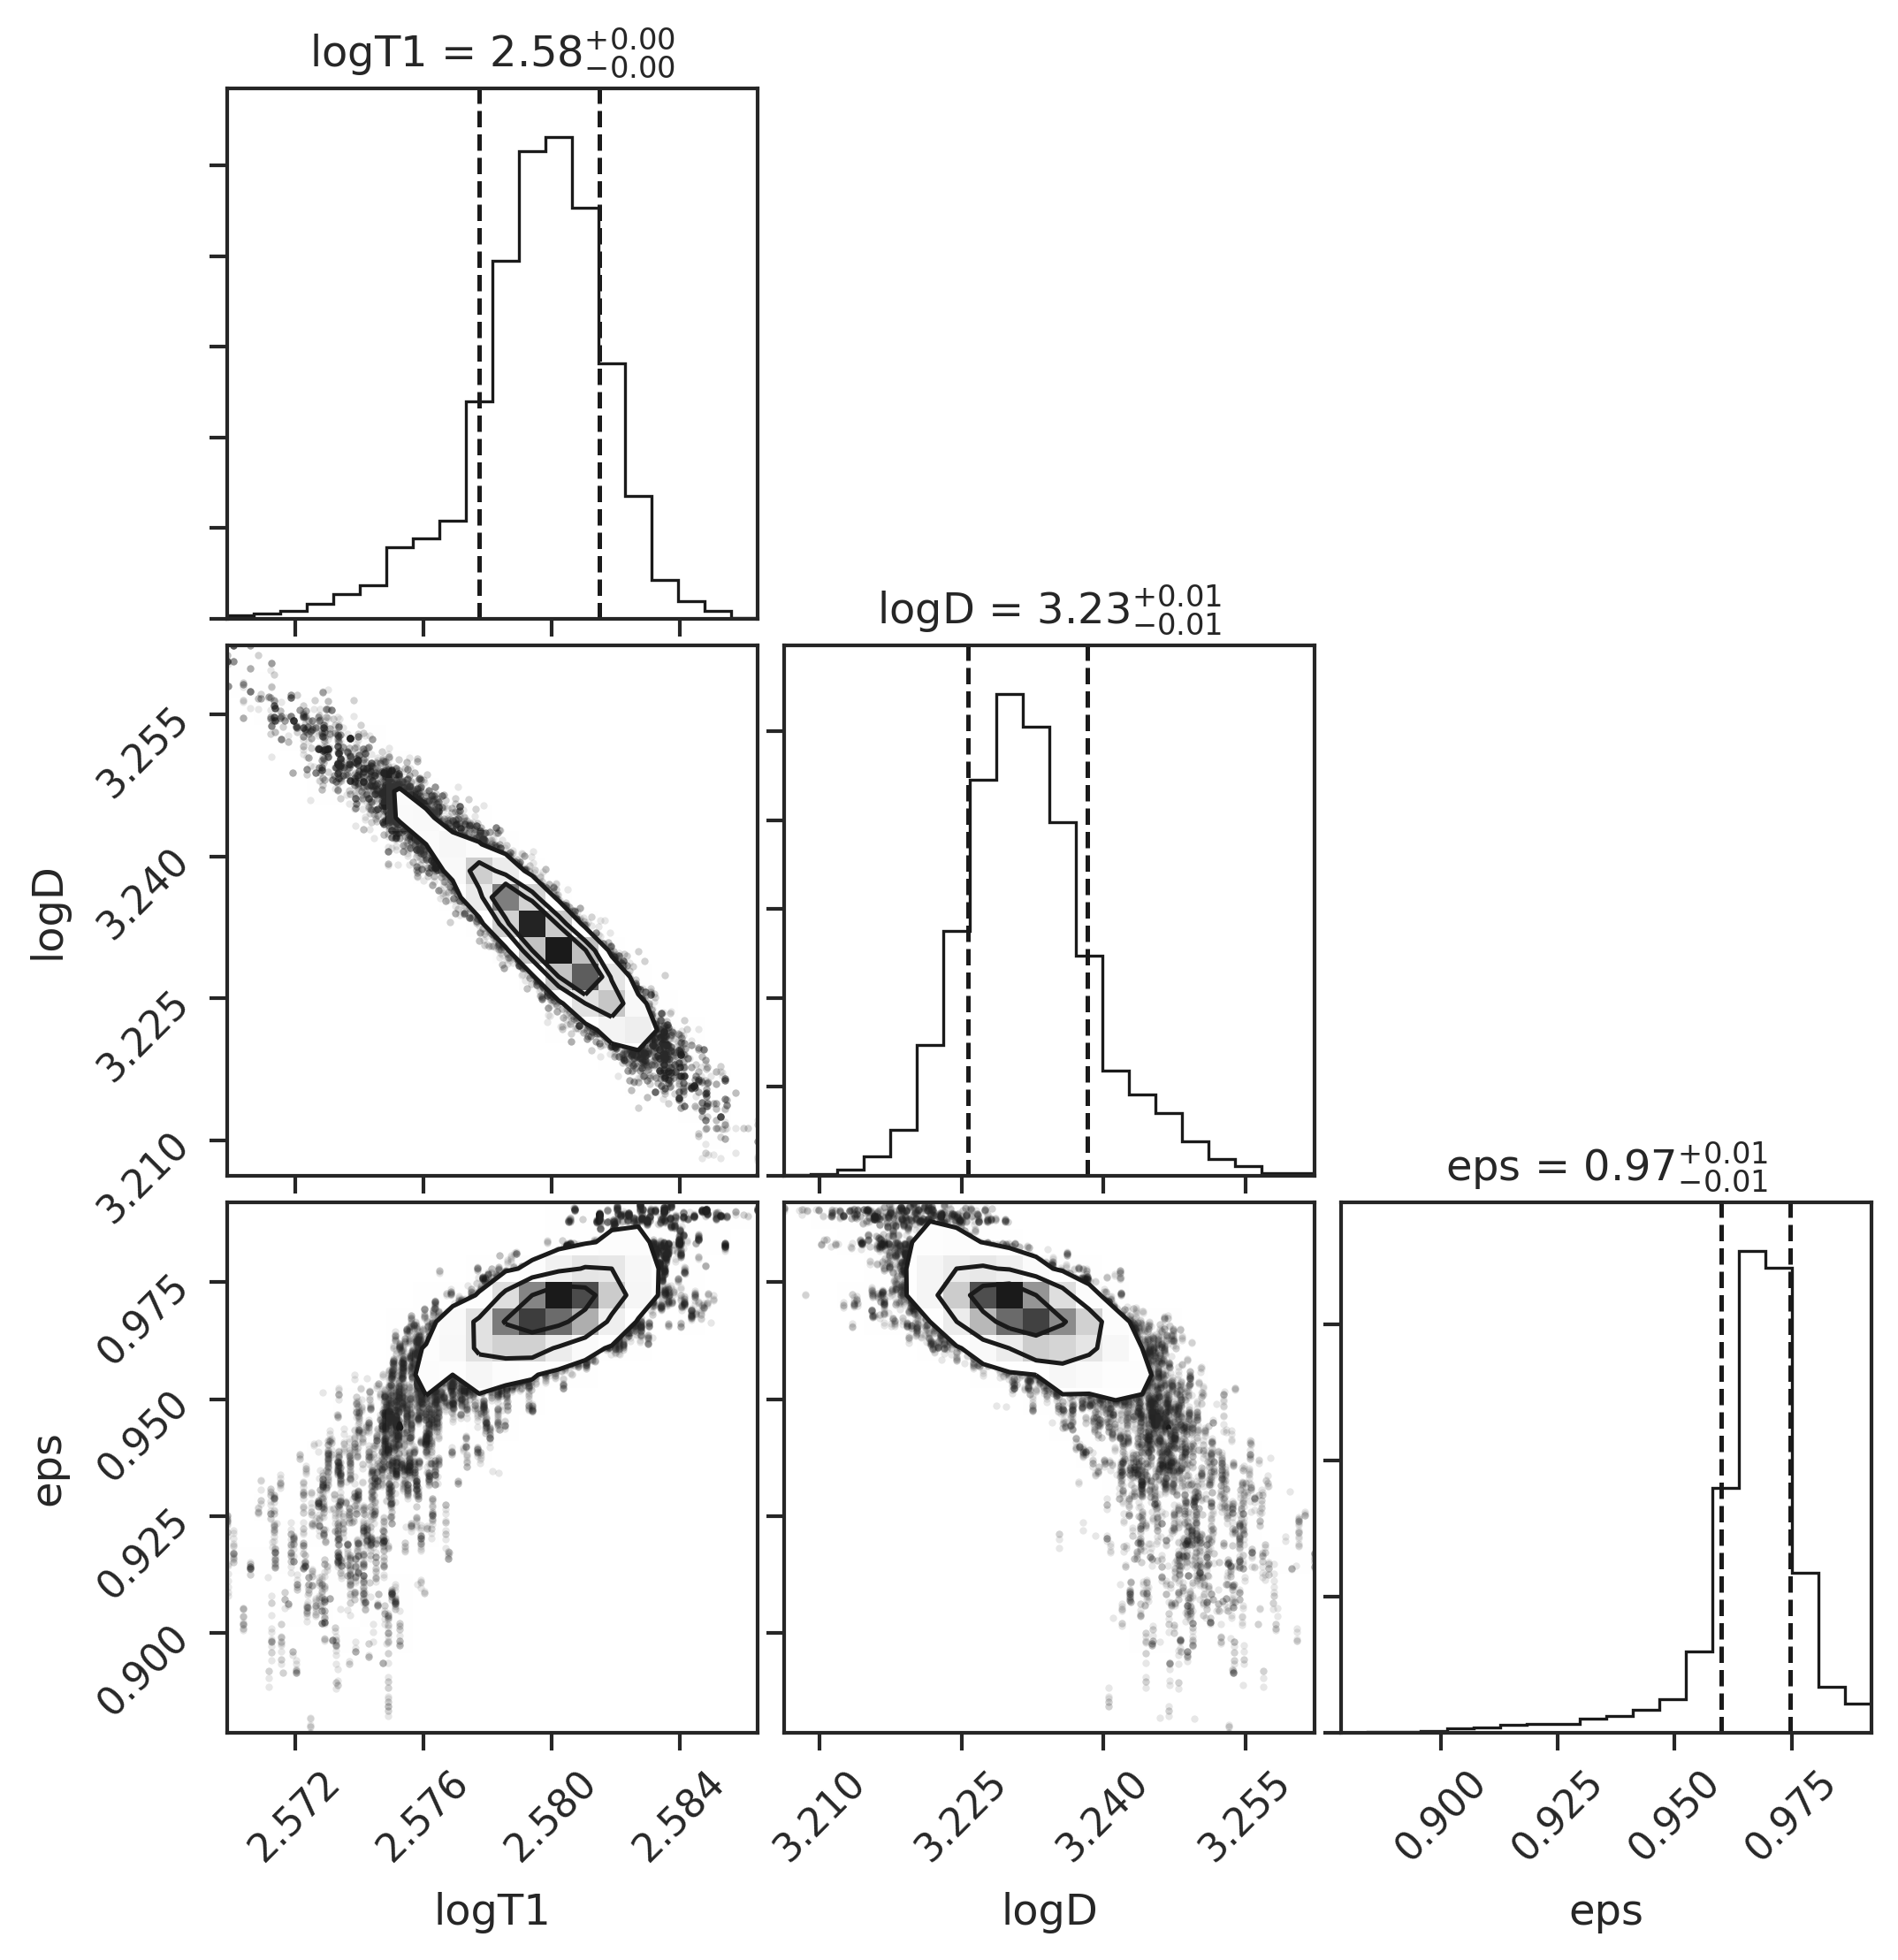 logT1 = 2.58+0.00 −0.00
logD = 3.23+0.01 −0.01
3.255
3.240
3.225
3.210
logD
eps = 0.97+0.01 −0.01
0.975
0.950
0.925
0.900
eps
2.572 2.576 2.580 2.584 3.210 3.225 3.240 3.255 0.900 0.925 0.950 0.975
logT1 logD eps